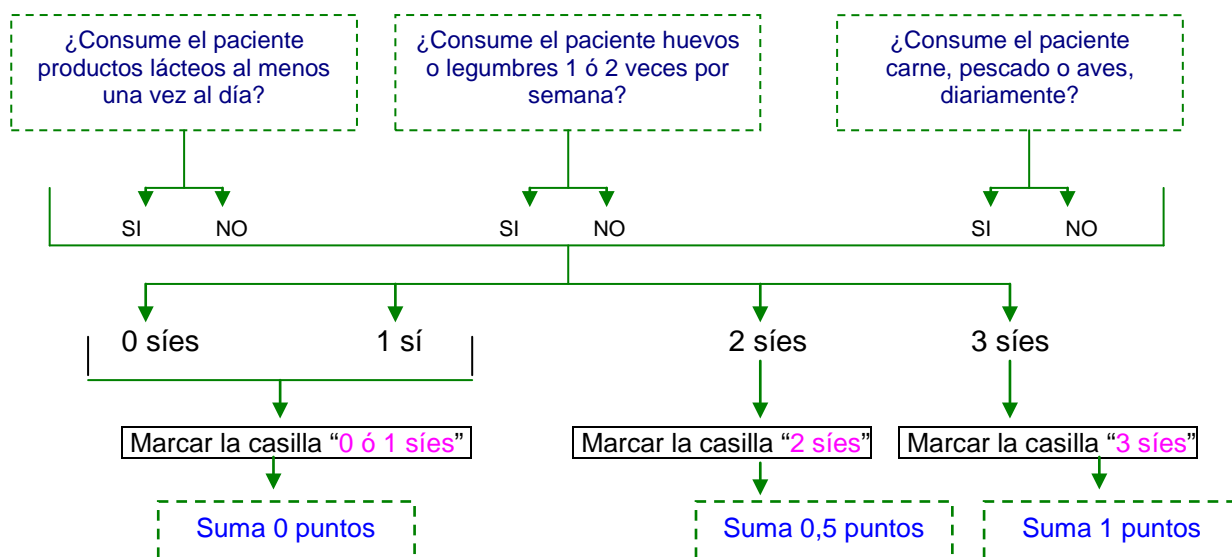 ¿Consume el paciente
productos lácteos al menos
una vez al día?
¿Consume el paciente huevos
o legumbres 1 ó 2 veces por
semana?
¿Consume el paciente
carne, pescado o aves,
diariamente?
SI NO
SI NO
SI NO
0 síes
1 sí
2 síes
3 síes
Marcar la casilla “0 ó 1 síes”
Marcar la casilla “2 síes”
Marcar la casilla “3 síes”
Suma 0 puntos
Suma 0,5 puntos
Suma 1 puntos